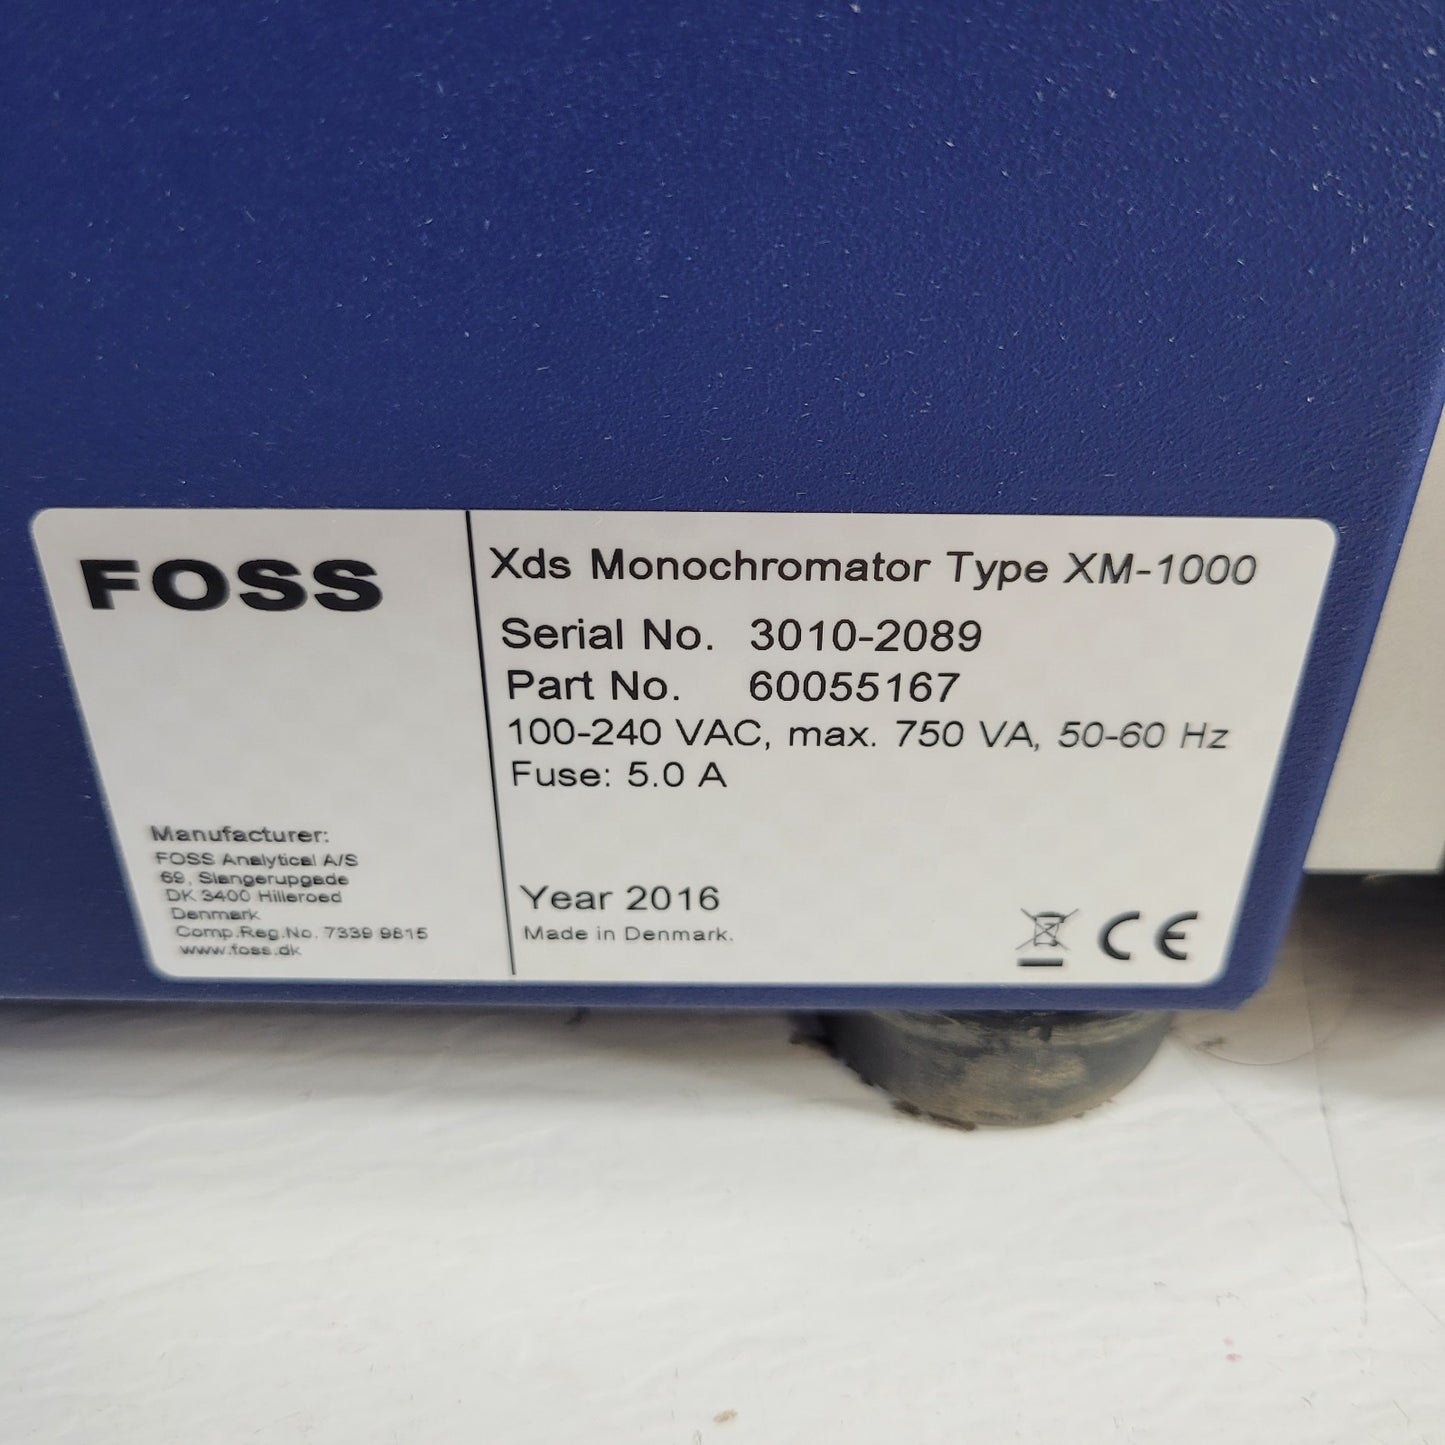 FOSS
Xds Monochromator Type XM-1000
Serial No. 3010-2089
Part No. 60055167
100-240 VAC, max. 750 VA, 50-60 Hz
Fuse: 5.0 A
Manufacturer:
FOSS Analytical A/S
69, Slangerupgade
DK 3400 Hilleroed
Denmark
Comp.Reg.No. 7339 9815
www.foss.dk
Year 2016
Made in Denmark.
CE